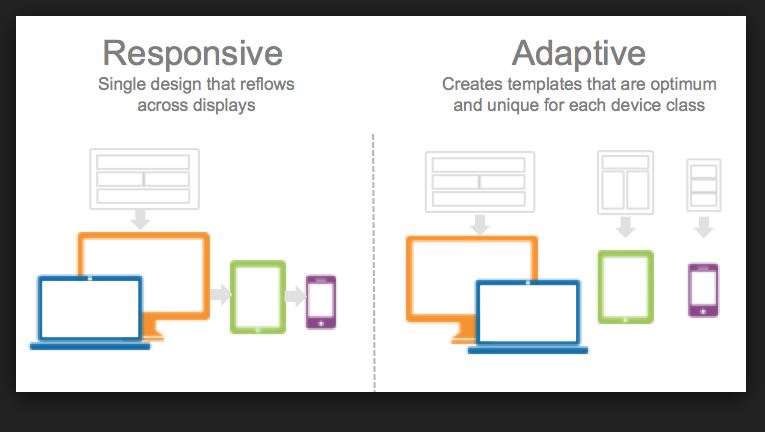 Responsive
Single design that reflows
across displays
Adaptive
Creates templates that are optimum
and unique for each device class